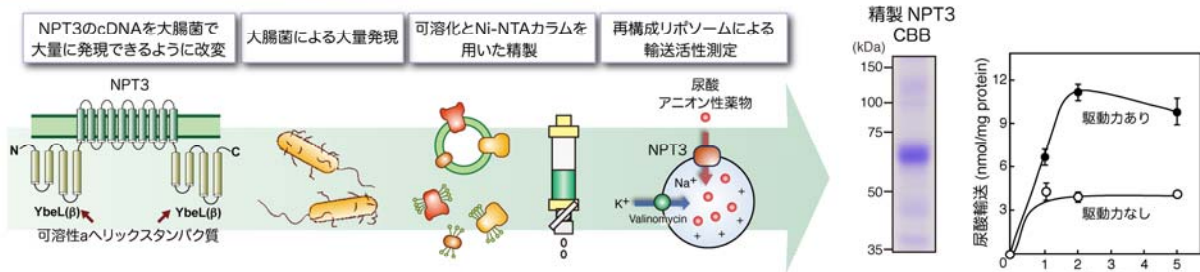 NPT3のcDNAを大腸菌で
大量に発現できるように改変
大腸菌による大量発現
可溶化とNi-NTAカラムを
用いた精製
再構成リポソームによる
輸送活性測定
NPT3
N
C
YbeL(β)
YbeL(β)
可溶性aへリックスタンパク質
尿酸
アニオン性薬物
NPT3
Na⁺
K⁺
Valinomycin
+
+
+
+
+
+
精製 NPT3
CBB
(kDa)
150
100
75
50
35
尿酸輸送 (nmol/mg protein)
12
9
6
3
0
1
2
3
4
5
駆動力あり
駆動力なし